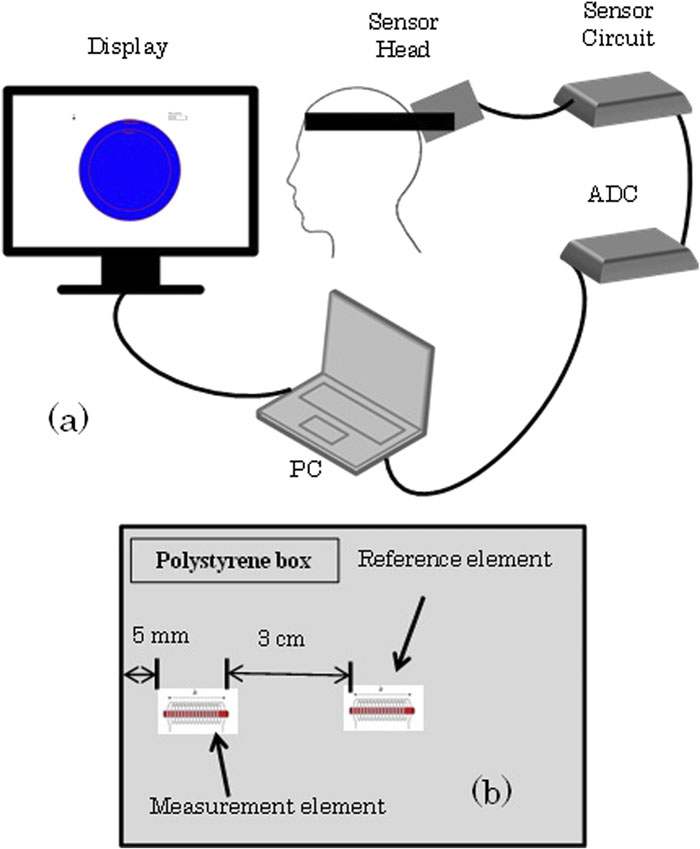 Display
Sensor
Head
Sensor
Circuit
ADC
(a)
PC
Polystyrene box
Reference element
5 mm
3 cm
Measurement element
(b)